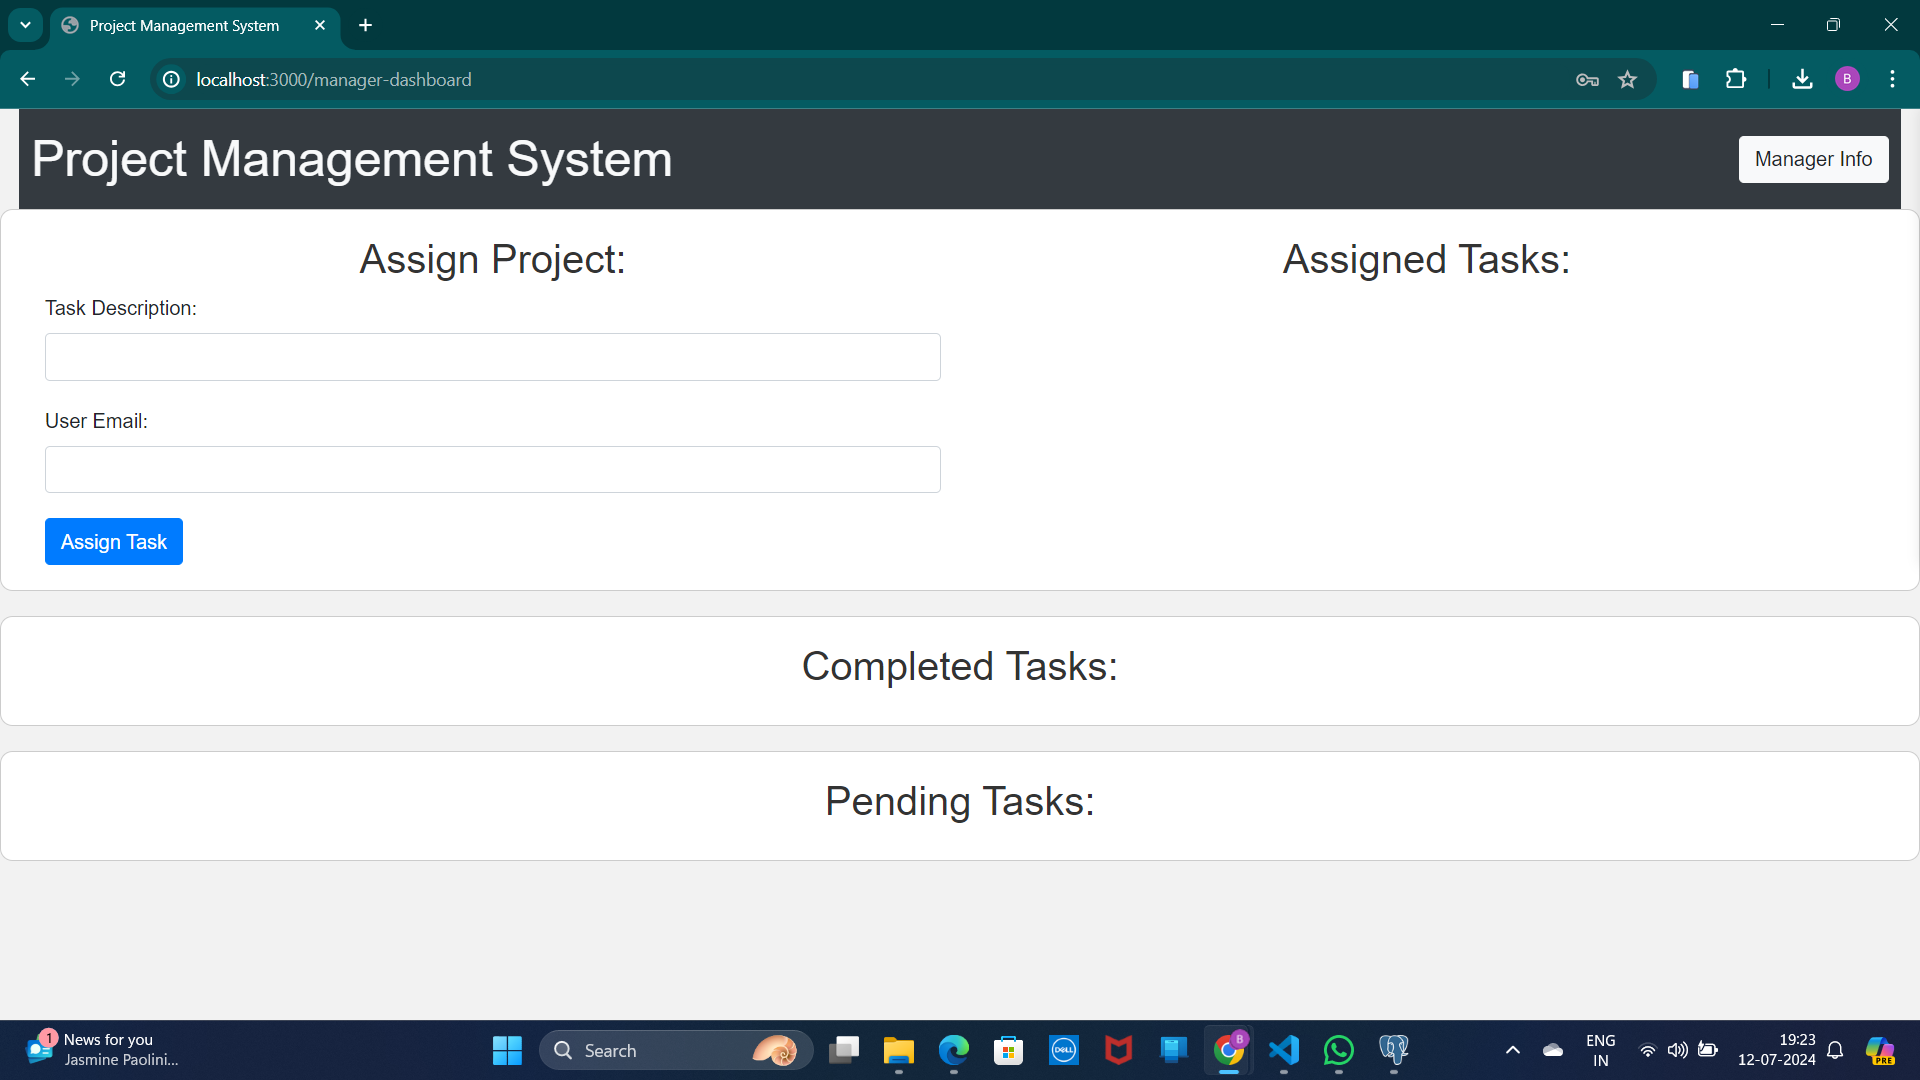 Project Management System
localhost:3000/manager-dashboard
B
Project Management System
Manager Info
Assign Project:
Assigned Tasks:
Task Description:
User Email:
Assign Task
Completed Tasks:
Pending Tasks:
1
News for you
Jasmine Paolini...
Search
DELL
B
ENG
IN
19:23
12-07-2024
PRE